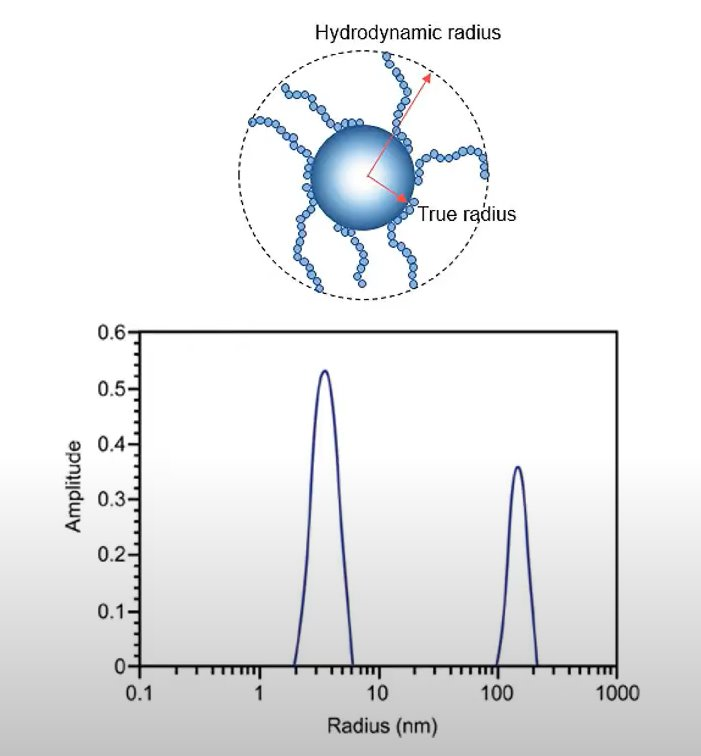 Hydrodynamic radius
True radius
0.6
0.5
0.4
0.3
0.2
0.1
0
Amplitude
0.1 1 10 100 1000
Radius (nm)